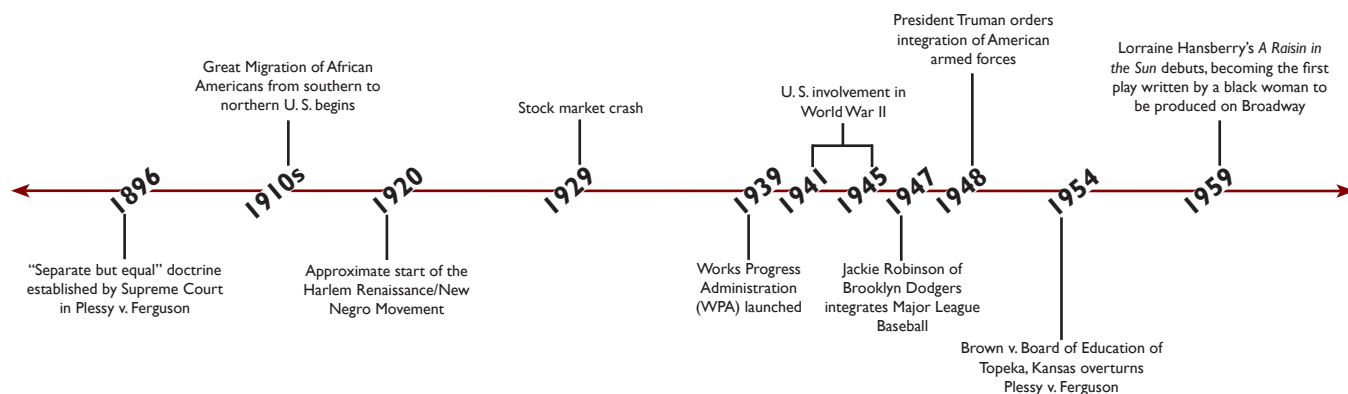 President Truman orders
integration of American
armed forces
Lorraine Hansberry's A Raisin in
the Sun debuts, becoming the first
play written by a black woman to
be produced on Broadway
Great Migration of African
Americans from southern to
northern U. S. begins
Stock market crash
U. S. involvement in
World War II
1896
1910s
1920
1929
1939
1941
1945
1947
1948
1954
1959
“Separate but equal” doctrine
established by Supreme Court
in Plessy v. Ferguson
Approximate start of the
Harlem Renaissance/New
Negro Movement
Works Progress
Administration
(WPA) launched
Jackie Robinson of
Brooklyn Dodgers
integrates Major League
Baseball
Brown v. Board of Education of
Topeka, Kansas overturns
Plessy v. Ferguson